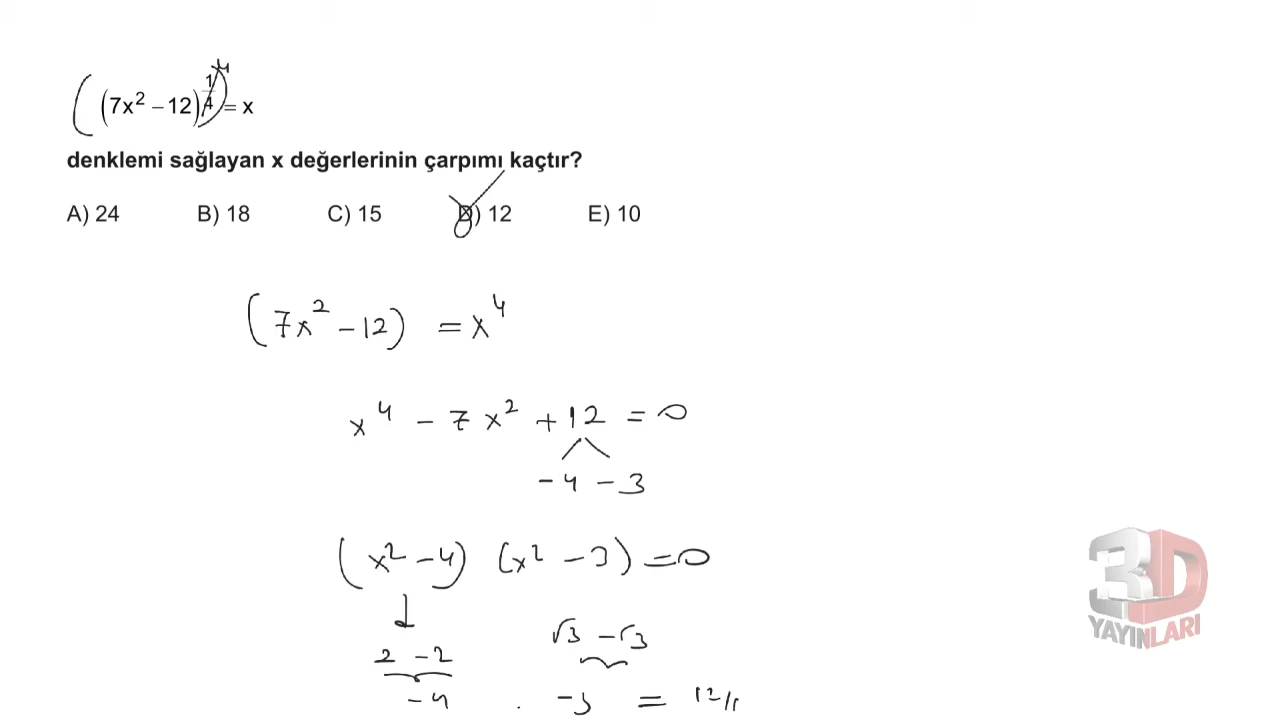 ((7x² – 12)^(1/4))^4 = x
denklemi sağlayan x değerlerinin çarpımı kaçtır?
A) 24 B) 18 C) 15 D) 12 E) 10
(7x² – 12) = x⁴
x⁴ – 7x² + 12 = 0
-4 -3
(x² – 4) (x² – 3) = 0
2 -2 √3 -√3
-4 . -3 = 12//
3D
YAYINLARI